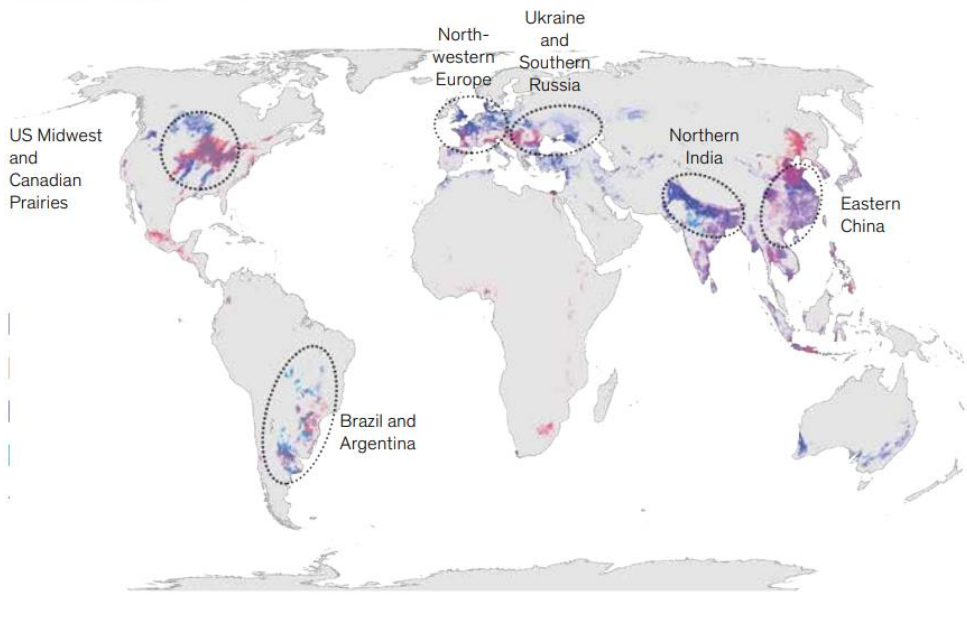 North-
western
Europe
Ukraine
and
Southern
Russia
US Midwest
and
Canadian
Prairies
Northern
India
Eastern
China
Brazil and
Argentina